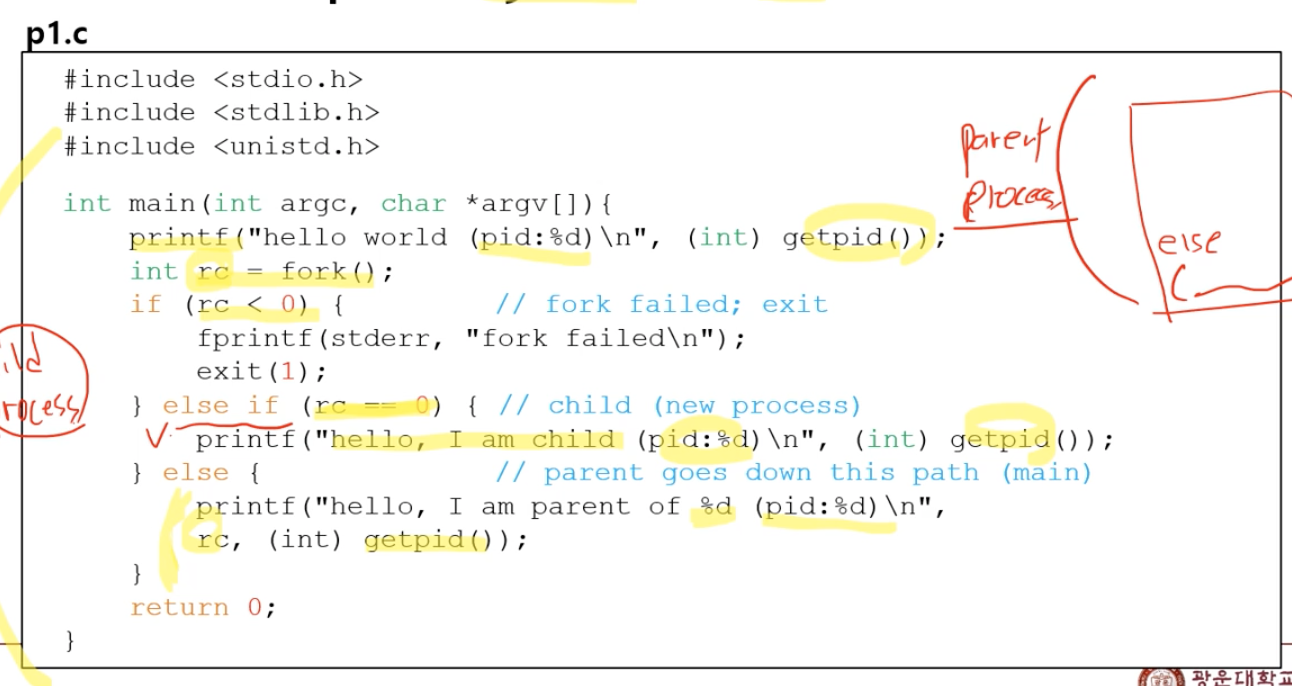 p1.c
#include <stdio.h>
#include <stdlib.h>
#include <unistd.h>
int main(int argc, char *argv[]){
printf("hello world (pid:%d)\n", (int) getpid());
int rc = fork();
if (rc < 0) { // fork failed; exit
fprintf(stderr, "fork failed\n");
exit(1);
} else if (rc == 0) { // child (new process)
printf("hello, I am child (pid:%d)\n", (int) getpid());
} else { // parent goes down this path (main)
printf("hello, I am parent of %d (pid:%d)\n",
rc, (int) getpid());
}
return 0;
}
parent
process
else
ild
rocess
광운대학교